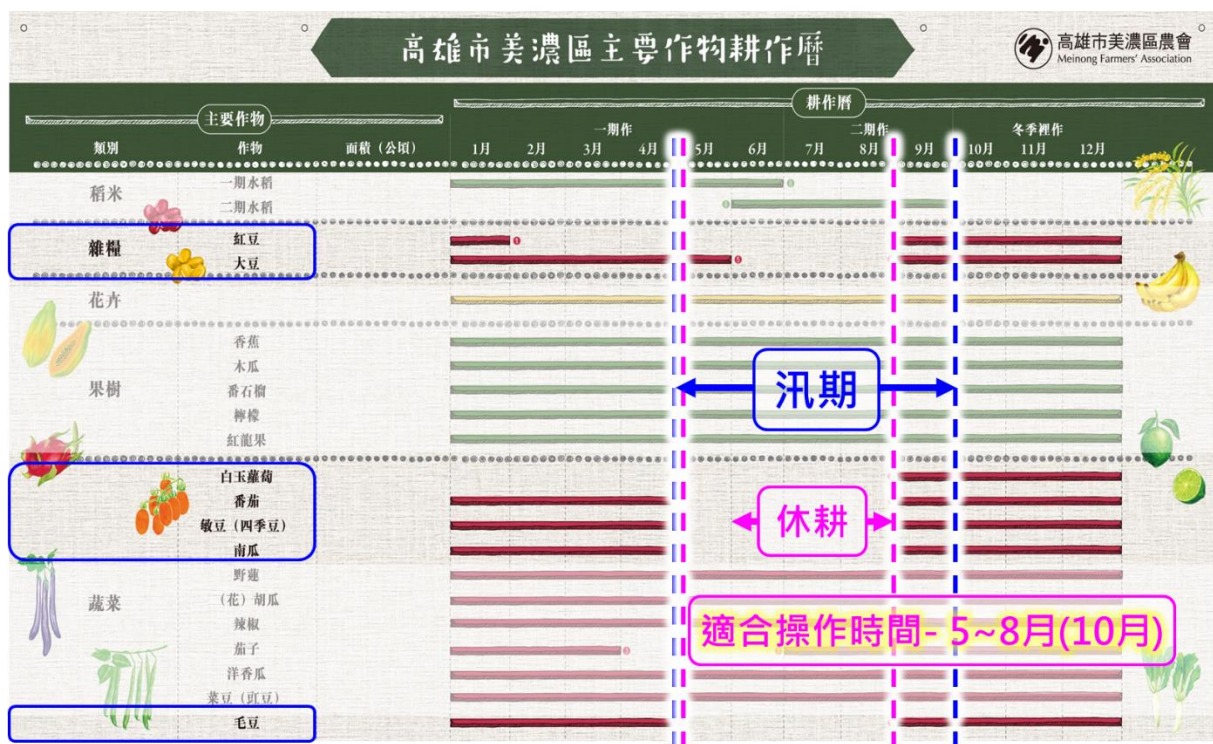 高雄市美濃區主要作物耕作曆
高雄市美濃區農會
Meinong Farmers' Association
主要作物
耕作曆
一期作
二期作
冬季裡作
類別
作物
面積（公頃）
1月 2月 3月 4月 5月 6月 7月 8月 9月 10月 11月 12月
稻米
一期水稻
二期水稻
雜糧
紅豆
大豆
花卉
果樹
香蕉
木瓜
番石榴
檸檬
紅龍果
汛期
蔬菜
白玉蘿蔔
番茄
敏豆（四季豆）
南瓜
休耕
野蓮
（花）胡瓜
辣椒
茄子
洋香瓜
菜豆（豇豆）
毛豆
適合操作時間- 5~8月(10月)